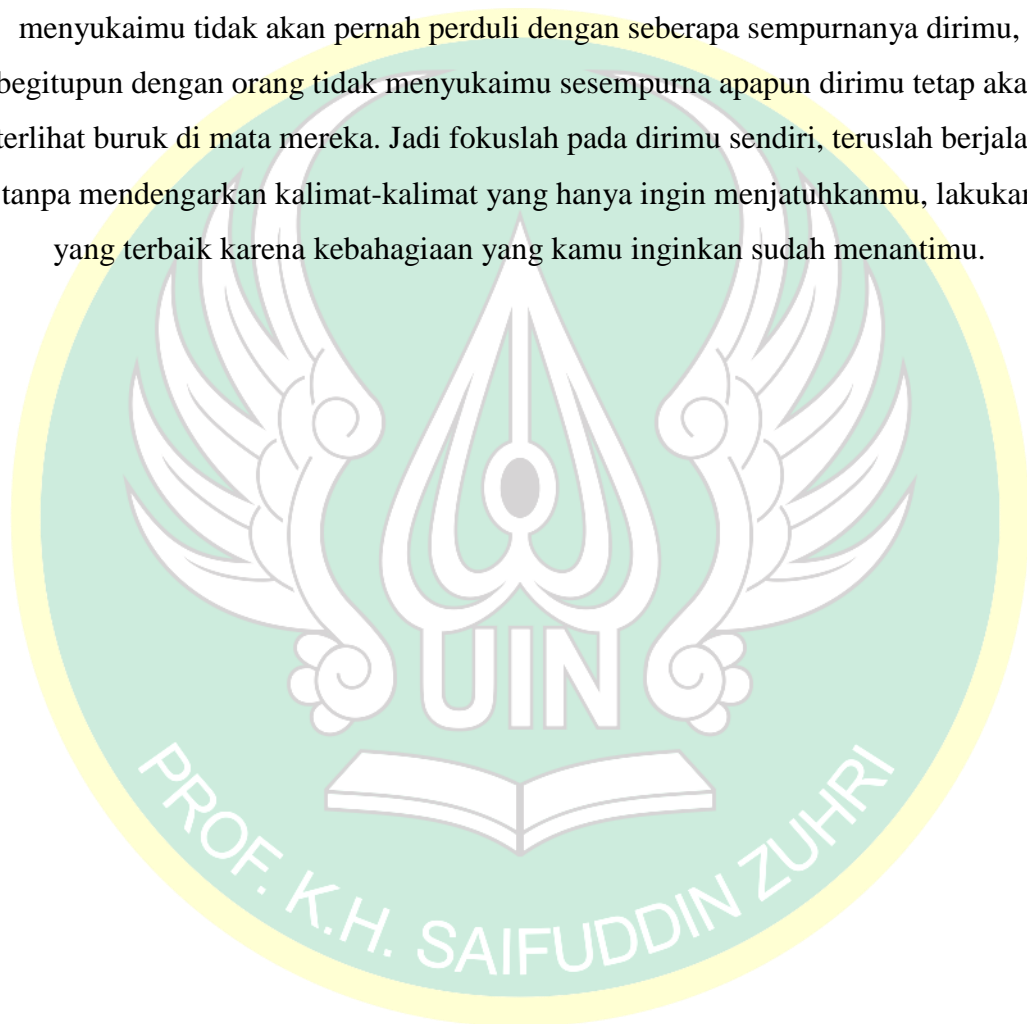 menyukaimu tidak akan pernah perduli dengan seberapa sempurnanya dirimu,
begitupun dengan orang tidak menyukaimu sesempurna apapun dirimu tetap aka
terlihat buruk di mata mereka. Jadi fokuslah pada dirimu sendiri, teruslah berjala
tanpa mendengarkan kalimat-kalimat yang hanya ingin menjatuhkanmu, lakukan
yang terbaik karena kebahagiaan yang kamu inginkan sudah menantimu.
UIN
PROF. K.H. SAIFUDDIN ZUHRI